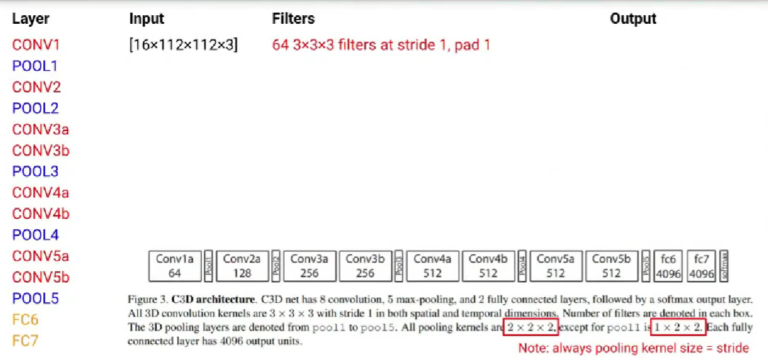 Layer Input Filters Output
CONV1 [16×112×112×3] 64 3×3×3 filters at stride 1, pad 1
POOL1
CONV2
POOL2
CONV3a
CONV3b
POOL3
CONV4a
CONV4b
POOL4
CONV5a
CONV5b
POOL5
FC6
FC7
Conv1a Pool1 Conv2a Pool2 Conv3a Conv3b Pool3 Conv4a Conv4b Pool4 Conv5a Conv5b Pool5 fc6 fc7 softmax
64 128 256 256 512 512 512 512 4096 4096
Figure 3. C3D architecture. C3D net has 8 convolution, 5 max-pooling, and 2 fully connected layers, followed by a softmax output layer.
All 3D convolution kernels are 3 × 3 × 3 with stride 1 in both spatial and temporal dimensions. Number of filters are denoted in each box.
The 3D pooling layers are denoted from pool1 to pool5. All pooling kernels are 2 × 2 × 2, except for pool1 is 1 × 2 × 2. Each fully
connected layer has 4096 output units.
Note: always pooling kernel size = stride